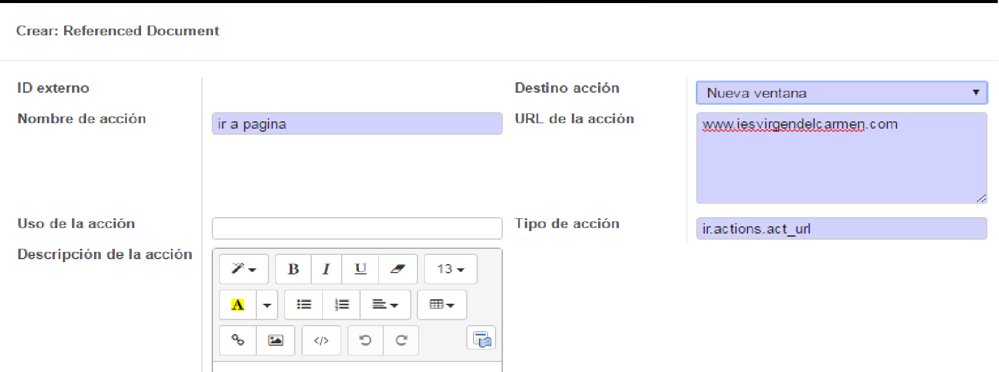 Crear: Referenced Document
ID externo
Destino acción
Nueva ventana
Nombre de acción
ir a pagina
URL de la acción
www.iesvirgendelcarmen.com
Uso de la acción
Tipo de acción
ir.actions.act_url
Descripción de la acción
B I U 13
A
</>